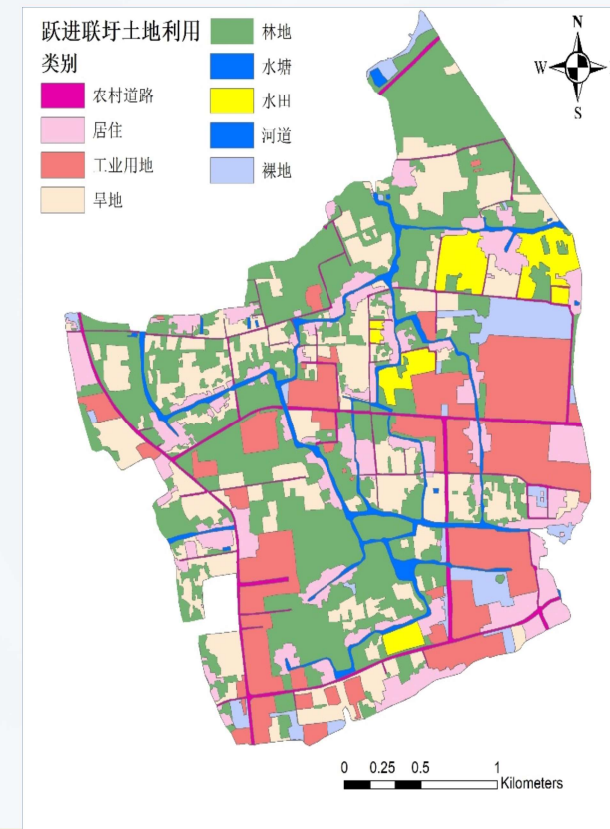 跃进联圩土地利用
类别
农村道路
居住
工业用地
旱地
林地
水塘
水田
河道
裸地
N
W
S
0 0.25 0.5 1
Kilometers